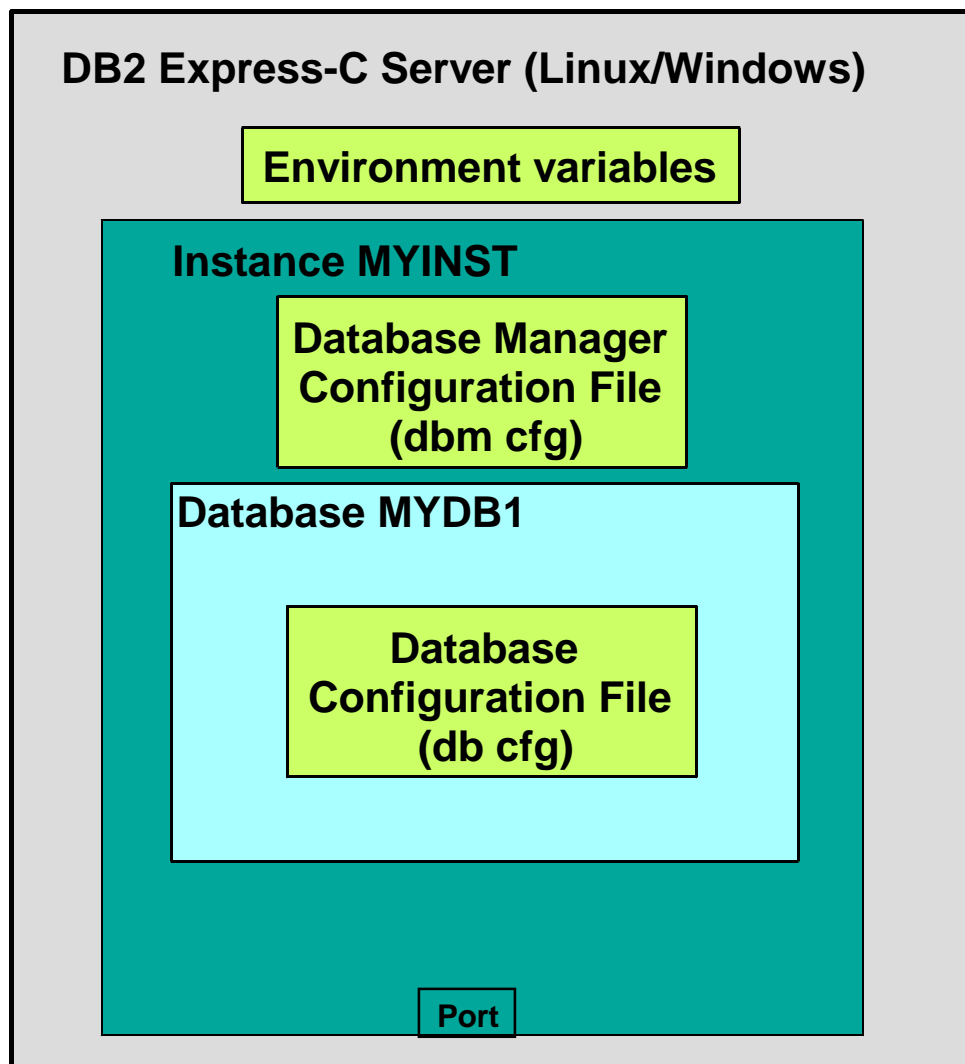 DB2 Express-C Server (Linux/Windows)
Environment variables
Instance MYINST
Database Manager
Configuration File
(dbm cfg)
Database MYDB1
Database
Configuration File
(db cfg)
Port